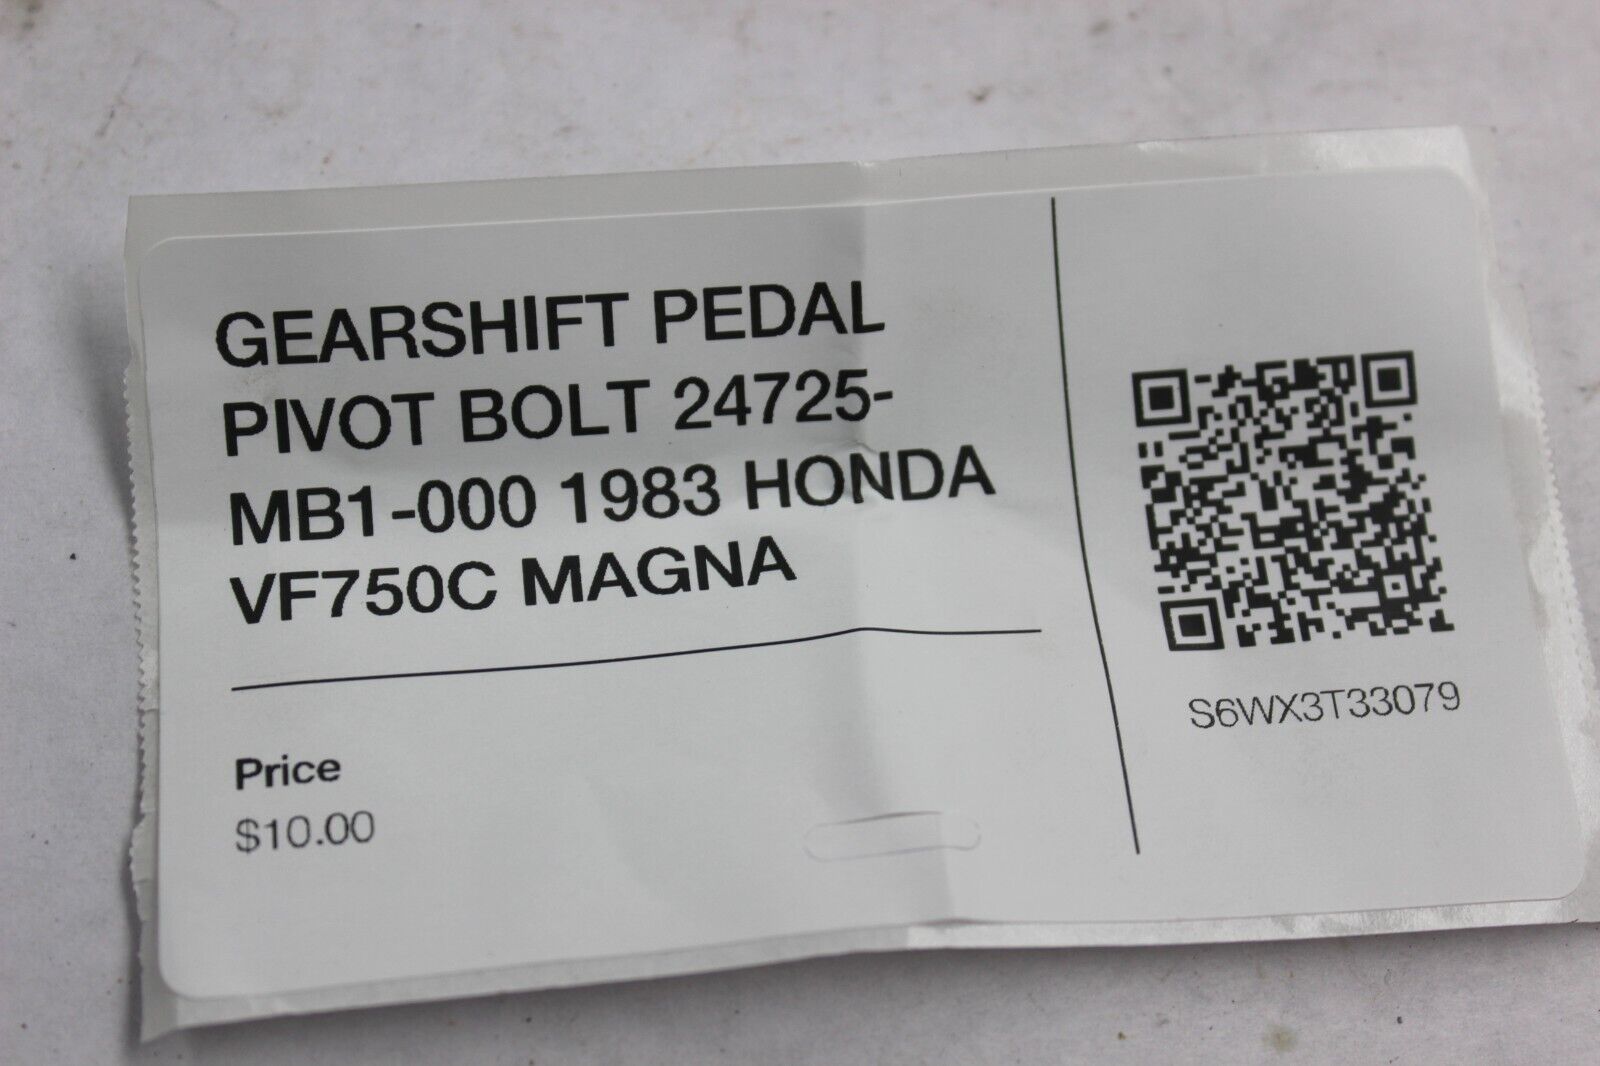 GEARSHIFT PEDAL
PIVOT BOLT 24725-
MB1-000 1983 HONDA
VF750C MAGNA
Price
$10.00
S6WX3T33079